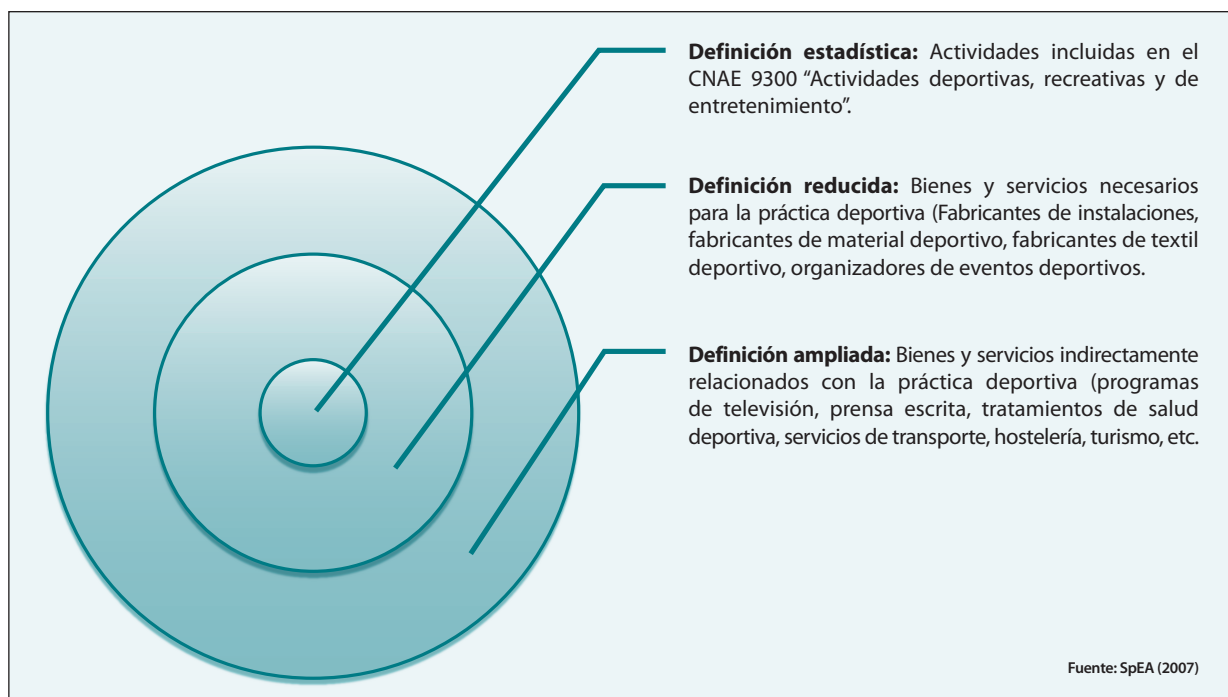 Definición estadística: Actividades incluidas en el
CNAE 9300 “Actividades deportivas, recreativas y de
entretenimiento”.
Definición reducida: Bienes y servicios necesarios
para la práctica deportiva (Fabricantes de instalaciones,
fabricantes de material deportivo, fabricantes de textil
deportivo, organizadores de eventos deportivos.
Definición ampliada: Bienes y servicios indirectamente
relacionados con la práctica deportiva (programas
de televisión, prensa escrita, tratamientos de salud
deportiva, servicios de transporte, hostelería, turismo, etc.
Fuente: SpEA (2007)